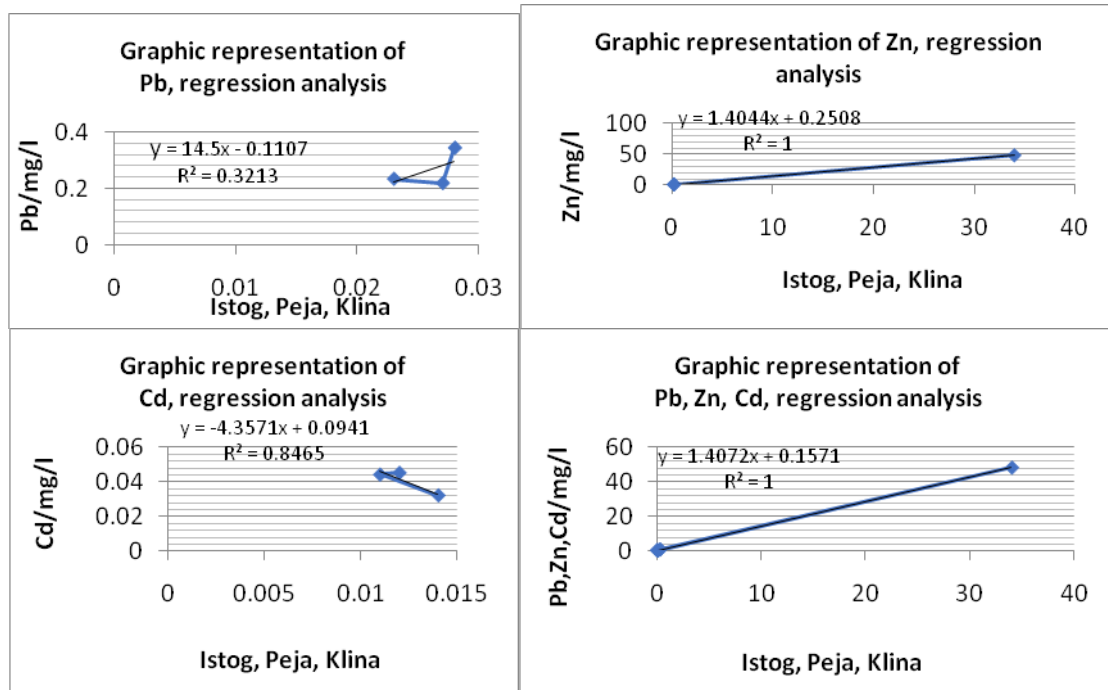 Graphic representation of
Pb, regression analysis
y = 14.5x - 0.1107
R² = 0.3213
Pb/mg/l
0.4
0.2
0
0
0.01
0.02
0.03
Istog, Peja, Klina
Graphic representation of Zn, regression
analysis
y = 1.4044x + 0.2508
R² = 1
Zn/mg/l
100
50
0
0
10
20
30
40
Istog, Peja, Klina
Graphic representation of
Cd, regression analysis
y = -4.3571x + 0.0941
R² = 0.8465
Cd/mg/l
0.06
0.04
0.02
0
0
0.005
0.01
0.015
Istog, Peja, Klina
Graphic representation of
Pb, Zn, Cd, regression analysis
y = 1.4072x + 0.1571
R² = 1
Pb,Zn,Cd/mg/l
60
40
20
0
0
10
20
30
40
Istog, Peja, Klina